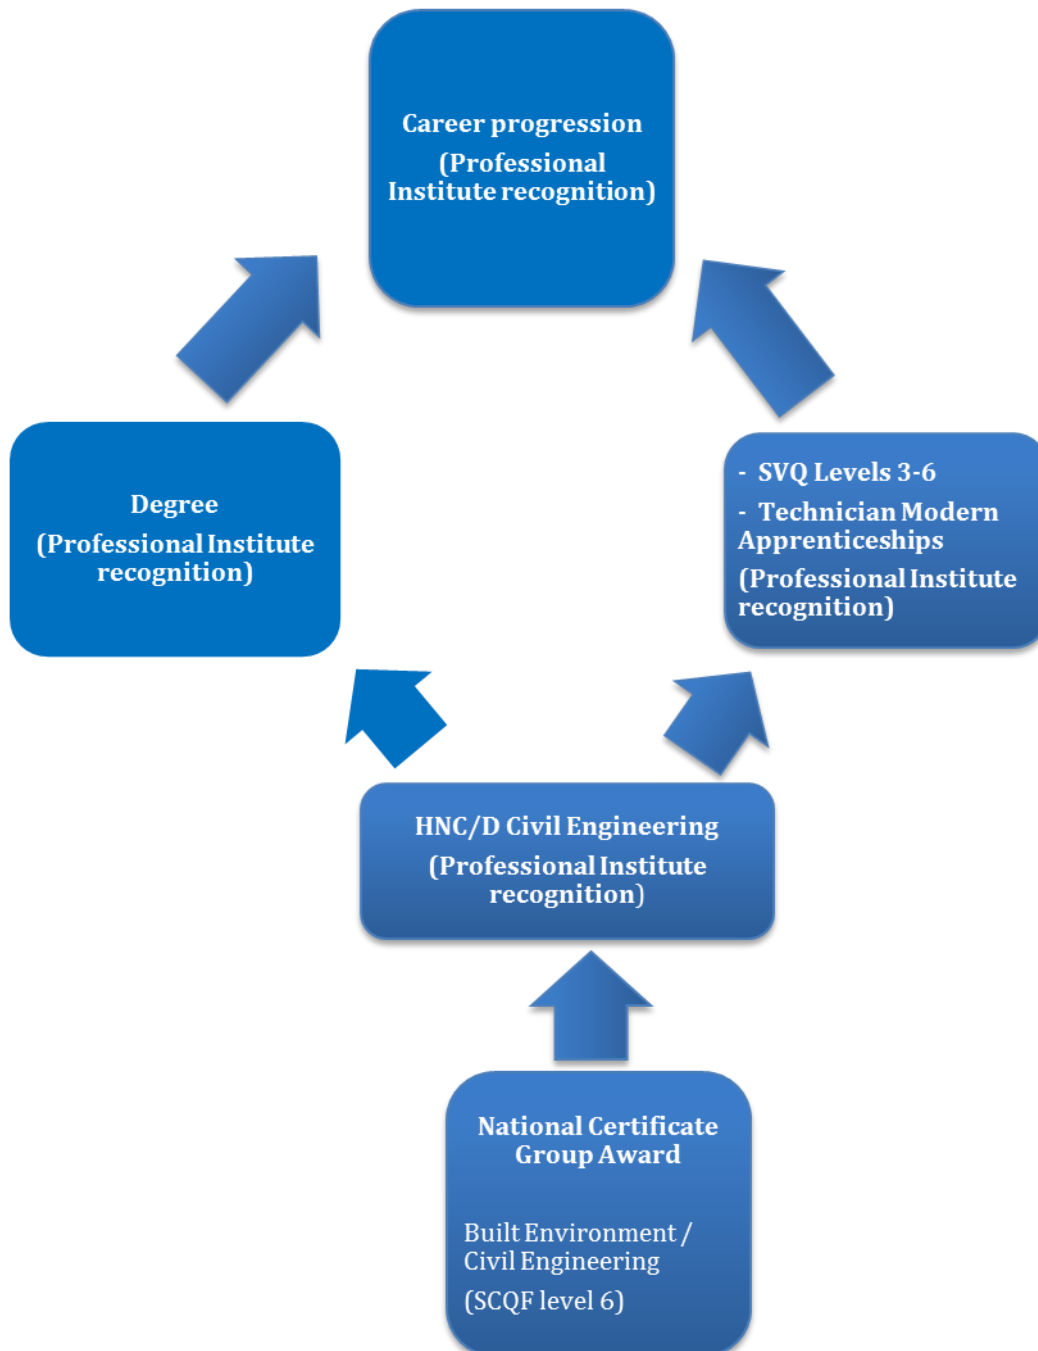 Career progression
(Professional
Institute recognition)
Degree
(Professional Institute
recognition)
- SVQ Levels 3-6
- Technician Modern
Apprenticeships
(Professional Institute
recognition)
HNC/D Civil Engineering
(Professional Institute
recognition)
National Certificate
Group Award
Built Environment /
Civil Engineering
(SCQF level 6)